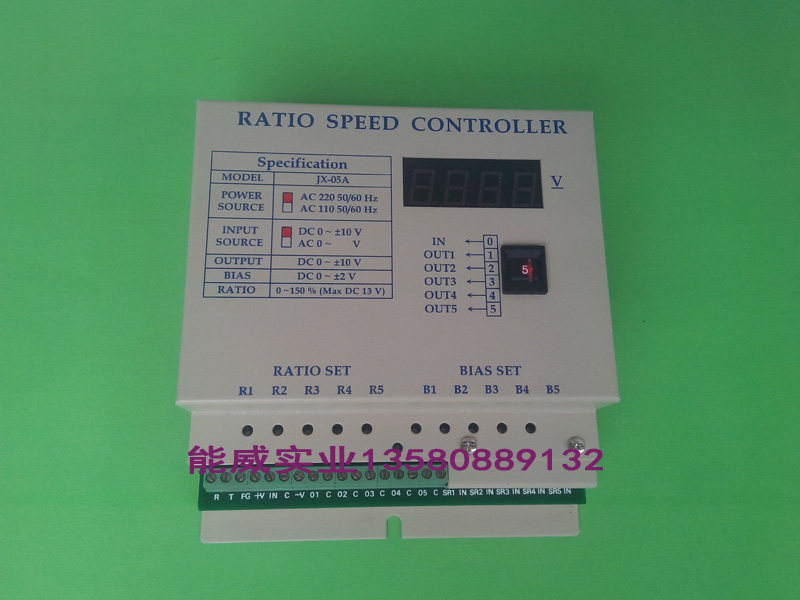 RATIO SPEED CONTROLLER
Specification
MODEL JX-05A
POWER SOURCE AC 220 50/60 Hz
AC 110 50/60 Hz
INPUT SOURCE DC 0 ~ ±10 V
AC 0 ~ V
OUTPUT DC 0 ~ ±10 V
BIAS DC 0 ~ ±2 V
RATIO 0 ~150 % (Max DC 13 V)
V
IN 0
OUT1 1
OUT2 2
OUT3 3
OUT4 4
OUT5 5
5
RATIO SET
R1 R2 R3 R4 R5
BIAS SET
B1 B2 B3 B4 B5
能威实业13580889132
R T FG +V IN C -V 01 C 02 C 03 C 04 C 05 C SR1 IN SR2 IN SR3 IN SR4 IN SR5 IN